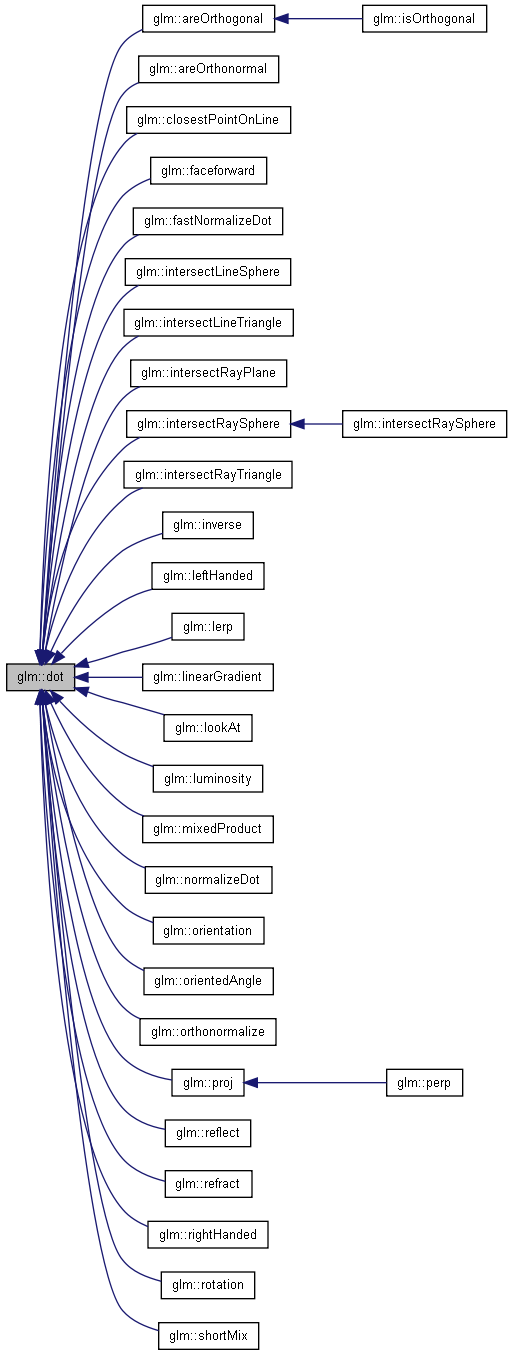 glm::areOrthogonal
glm::isOrthogonal
glm::areOrthonormal
glm::closestPointOnLine
glm::faceforward
glm::fastNormalizeDot
glm::intersectLineSphere
glm::intersectLineTriangle
glm::intersectRayPlane
glm::intersectRaySphere
glm::intersectRaySphere
glm::intersectRayTriangle
glm::inverse
glm::leftHanded
glm::lerp
glm::dot
glm::linearGradient
glm::lookAt
glm::luminosity
glm::mixedProduct
glm::normalizeDot
glm::orientation
glm::orientedAngle
glm::orthonormalize
glm::proj
glm::perp
glm::reflect
glm::refract
glm::rightHanded
glm::rotation
glm::shortMix